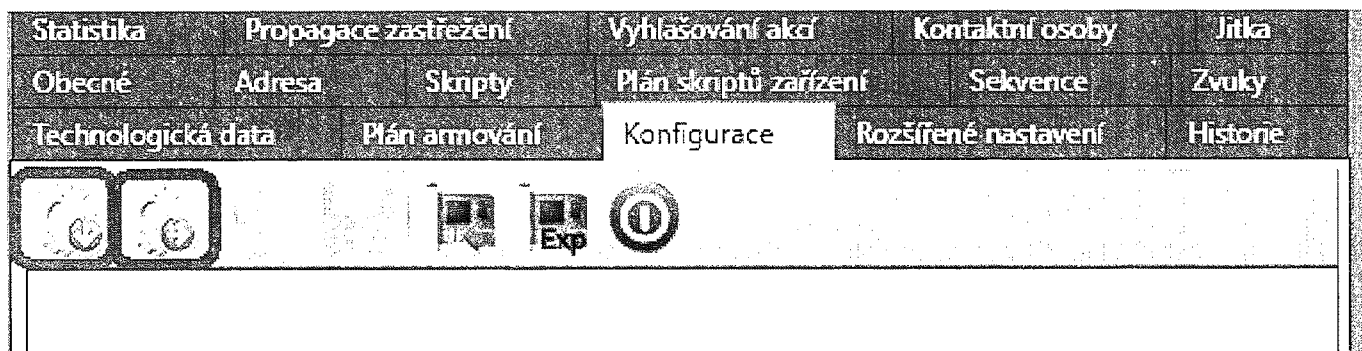 Statistika Propagace zastřežení Vyhlašování akcí Kontaktní osoby Jitka
Obecné Adresa Skripty Plán skriptů zařízení Sekvence Zvuky
Technologická data Plán armování Konfigurace Rozšířené nastavení Historie
Exp